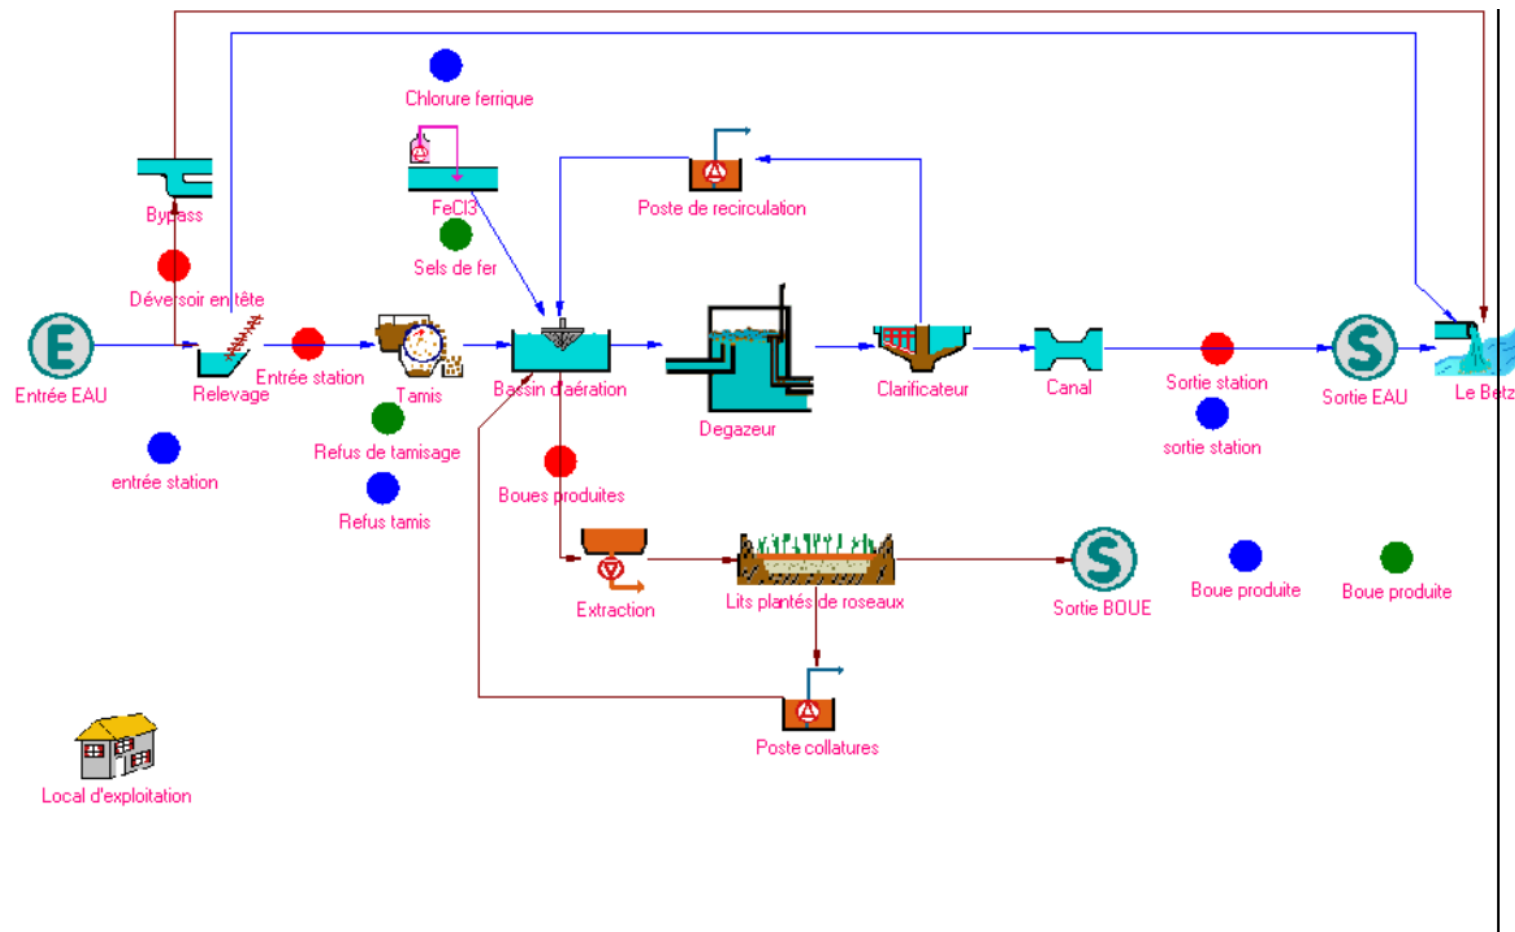 Chlorure ferrique
Bypass
FeCl3
Poste de recirculation
Sels de fer
Déversoir en tête
E
Entrée EAU
Relevage
Entrée station
Tamis
Bassin d'aération
Degazeur
Clarificateur
Canal
Sortie station
S
Sortie EAU
Le Betz
entrée station
Refus de tamisage
Refus tamis
sortie station
Boues produites
Extraction
Lits plantés de roseaux
S
Sortie BOUE
Boue produite
Boue produite
Poste collatures
Local d'exploitation